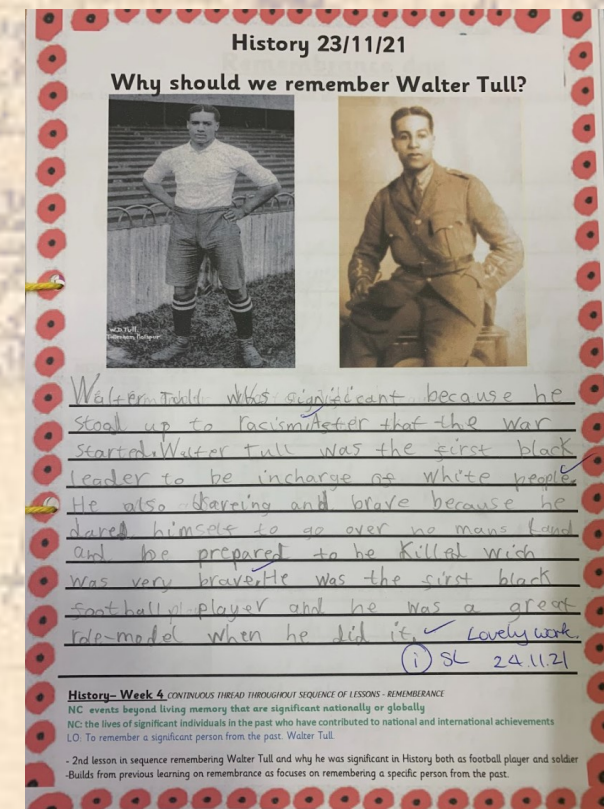 History 23/11/21
Why should we remember Walter Tull?
Walter Tull was significant because he
stood up to racism. After that the war
started. Walter Tull was the first black
leader to be incharge of white people.
He also dareing and brave because he
dared himself to go over no mans land
and be prepared to be killed wich
was very brave. He was the first black
football player and he was a great
role-model when he did it. Lovely work.
i SL 24.11.21
History- Week 4 CONTINUOUS THREAD THROUGHOUT SEQUENCE OF LESSONS - REMEMBERANCE
NC events beyond living memory that are significant nationally or globally
NC: the lives of significant individuals in the past who have contributed to national and international achievements
LO: To remember a significant person from the past. Walter Tull.
- 2nd lesson in sequence remembering Walter Tull and why he was significant in History both as football player and soldier
-Builds from previous learning on remembrance as focuses on remembering a specific person from the past.